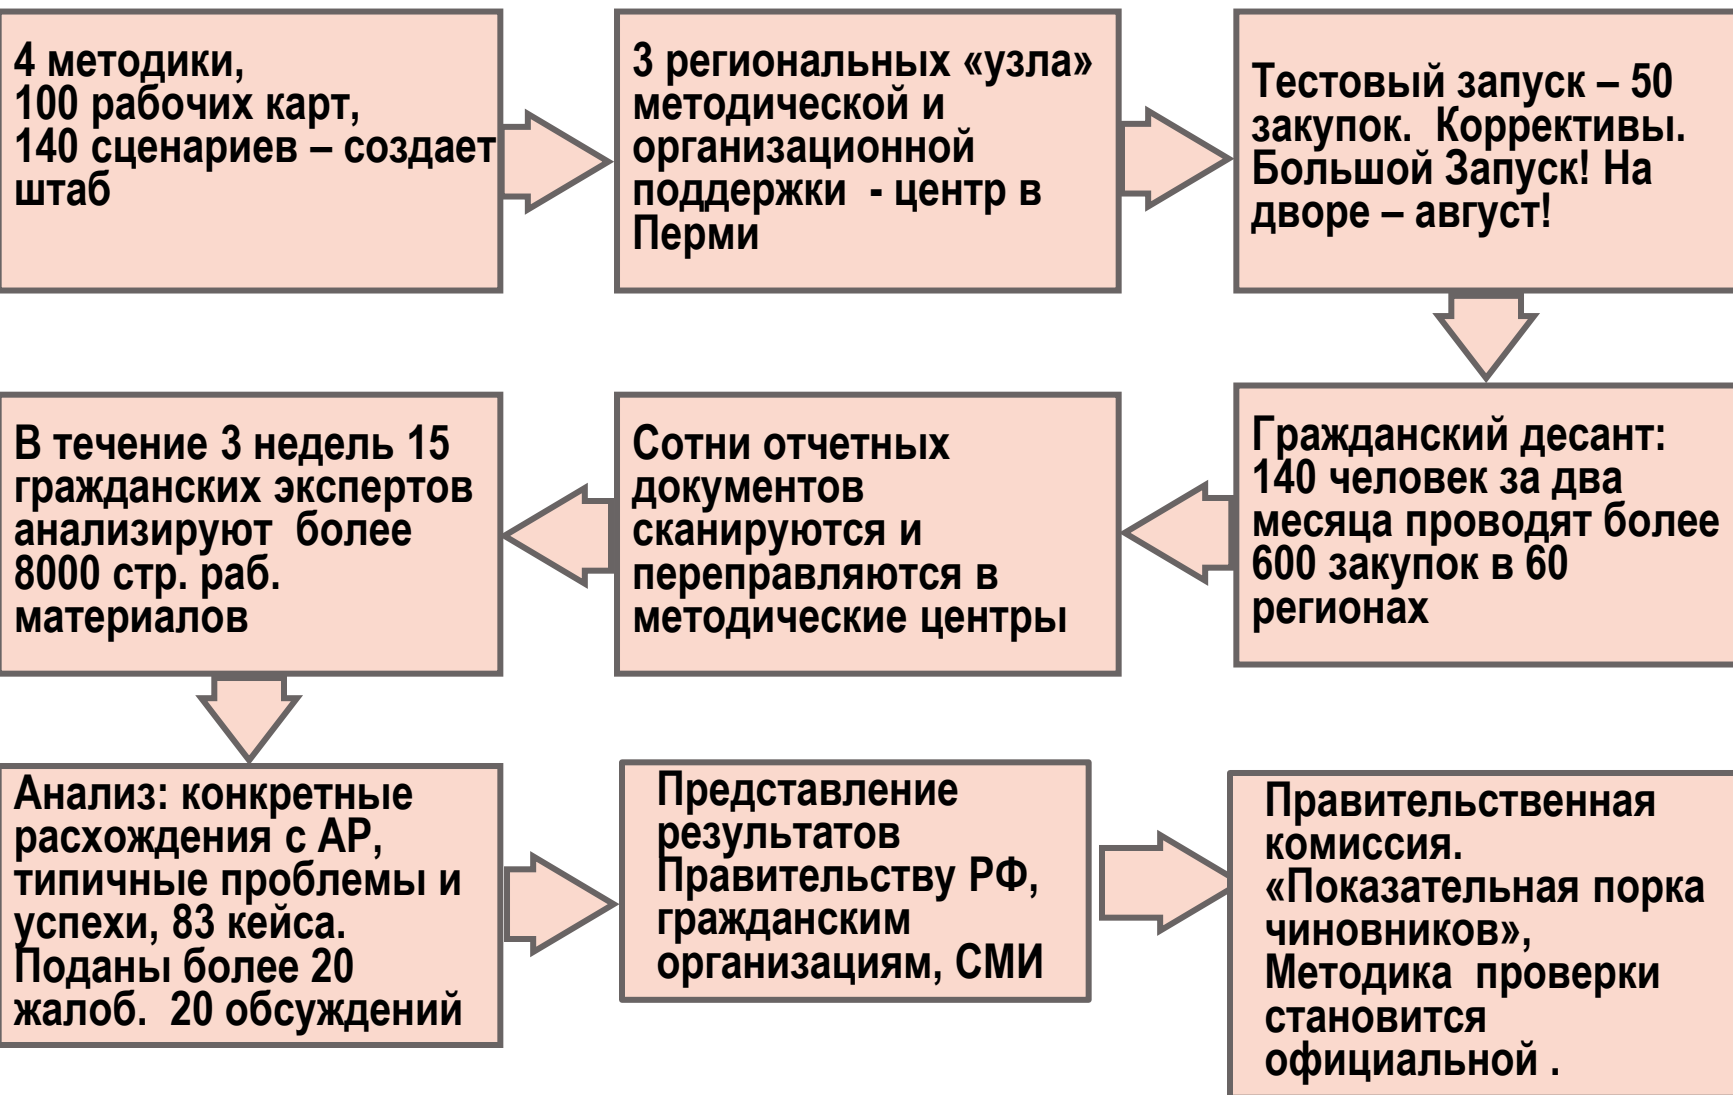 4 методики,
100 рабочих карт,
140 сценариев – создает
штаб
3 региональных «узла»
методической и
организационной
поддержки - центр в
Перми
Тестовый запуск – 50
закупок. Коррективы.
Большой Запуск! На
дворе – август!
Гражданский десант:
140 человек за два
месяца проводят более
600 закупок в 60
регионах
Сотни отчетных
документов
сканируются и
переправляются в
методические центры
В течение 3 недель 15
гражданских экспертов
анализируют более
8000 стр. раб.
материалов
Анализ: конкретные
расхождения с АР,
типичные проблемы и
успехи, 83 кейса.
Поданы более 20
жалоб. 20 обсуждений
Представление
результатов
Правительству РФ,
гражданским
организациям, СМИ
Правительственная
комиссия.
«Показательная порка
чиновников»,
Методика проверки
становится
официальной .